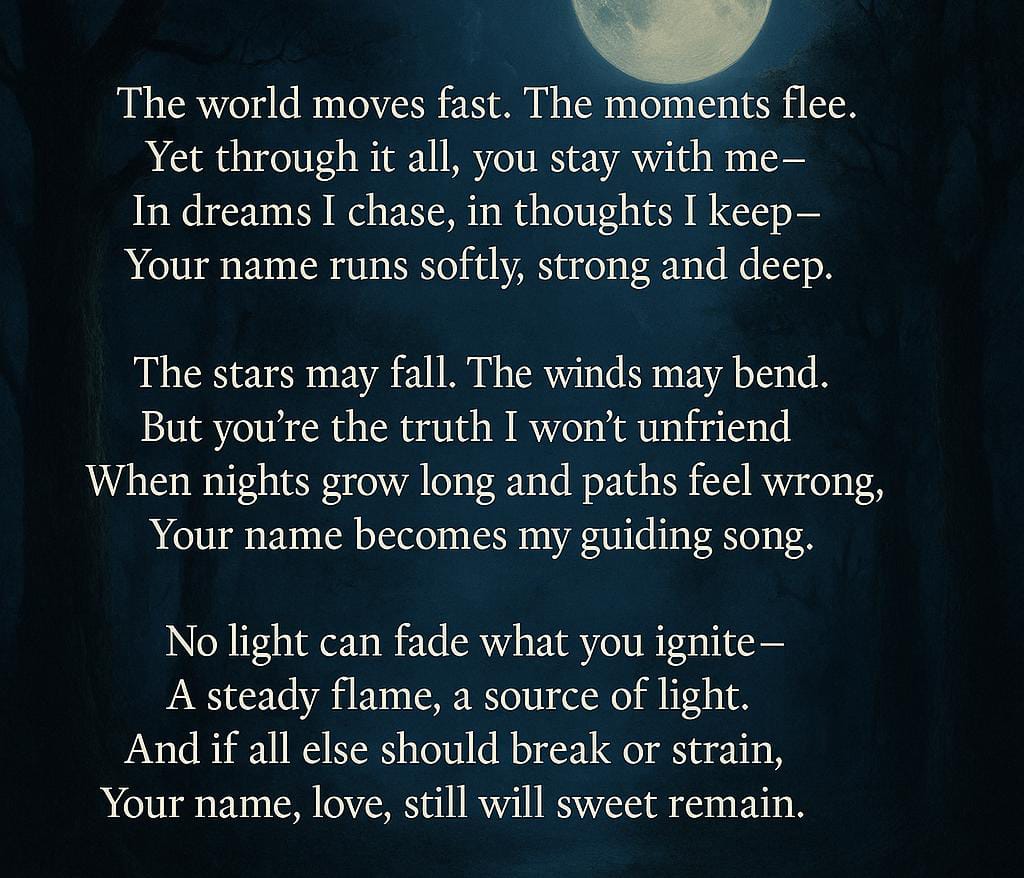 The world moves fast. The moments flee.
Yet through it all, you stay with me—
In dreams I chase, in thoughts I keep—
Your name runs softly, strong and deep.
The stars may fall. The winds may bend.
But you’re the truth I won’t unfriend
When nights grow long and paths feel wrong,
Your name becomes my guiding song.
No light can fade what you ignite—
A steady flame, a source of light.
And if all else should break or strain,
Your name, love, still will sweet remain.